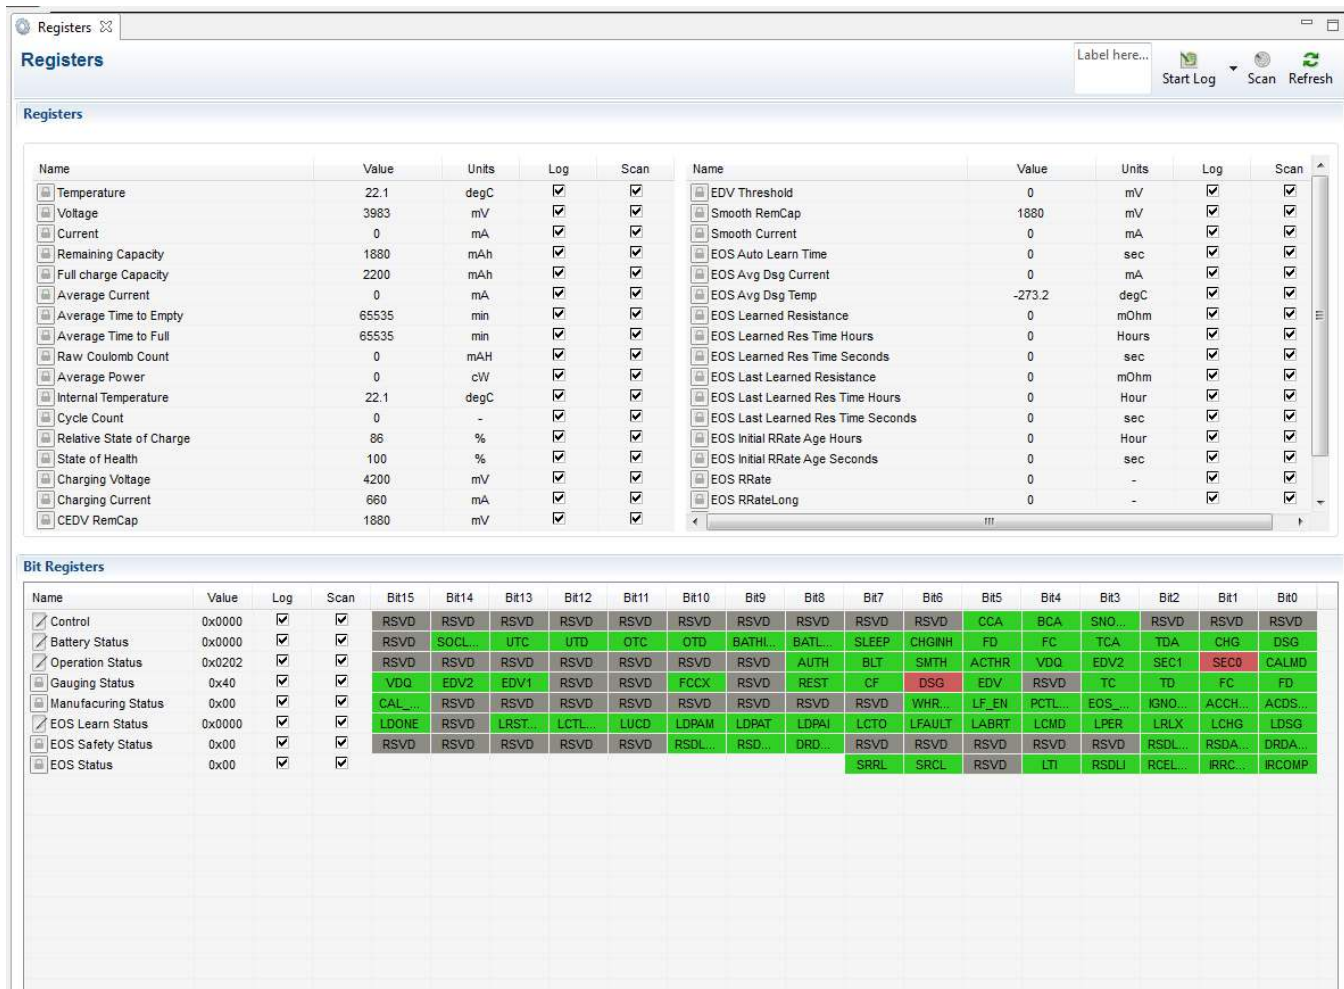 Registers
Registers
Label here...
Start Log
Scan Refresh
Registers
Name Value Units Log Scan Name Value Units Log Scan
Temperature 22.1 degC EDV Threshold 0 mV
Voltage 3983 mV Smooth RemCap 1880 mV
Current 0 mA Smooth Current 0 mA
Remaining Capacity 1880 mAh EOS Auto Learn Time 0 sec
Full charge Capacity 2200 mAh EOS Avg Dsg Current 0 mA
Average Current 0 mA EOS Avg Dsg Temp -273.2 degC
Average Time to Empty 65535 min EOS Learned Resistance 0 mOhm
Average Time to Full 65535 min EOS Learned Res Time Hours 0 Hours
Raw Coulomb Count 0 mAH EOS Learned Res Time Seconds 0 sec
Average Power 0 cW EOS Last Learned Resistance 0 mOhm
Internal Temperature 22.1 degC EOS Last Learned Res Time Hours 0 Hour
Cycle Count 0 - EOS Last Learned Res Time Seconds 0 sec
Relative State of Charge 86 % EOS Initial RRate Age Hours 0 Hour
State of Health 100 % EOS Initial RRate Age Seconds 0 sec
Charging Voltage 4200 mV EOS RRate 0 -
Charging Current 660 mA EOS RRateLong 0 -
CEDV RemCap 1880 mV
Bit Registers
Name Value Log Scan Bit15 Bit14 Bit13 Bit12 Bit11 Bit10 Bit9 Bit8 Bit7 Bit6 Bit5 Bit4 Bit3 Bit2 Bit1 Bit0
Control 0x0000 RSVD RSVD RSVD RSVD RSVD RSVD RSVD RSVD RSVD RSVD CCA BCA SNO... RSVD RSVD RSVD
Battery Status 0x0000 RSVD SOCL... UTC UTD OTC OTD BATHI... BATL... SLEEP CHGINH FD FC TCA TDA CHG DSG
Operation Status 0x0202 RSVD RSVD RSVD RSVD RSVD RSVD RSVD AUTH BLT SMTH ACTHR VDQ EDV2 SEC1 SEC0 CALMD
Gauging Status 0x40 VDQ EDV2 EDV1 RSVD RSVD FCCX RSVD REST CF DSG EDV RSVD TC TD FC FD
Manufacuring Status 0x00 CAL_... RSVD RSVD RSVD RSVD RSVD RSVD RSVD RSVD WHR... LF_EN PCTL... EOS_... IGNO... ACCH... ACDS...
EOS Learn Status 0x0000 LDONE RSVD LRST... LCTL... LUCD LDPAM LDPAT LDPAI LCTO LFAULT LABRT LCMD LPER LRLX LCHG LDSG
EOS Safety Status 0x00 RSVD RSVD RSVD RSVD RSVD RSDL... RSD... DRD... RSVD RSVD RSVD RSVD RSVD RSDL... RSDA... DRDA...
EOS Status 0x00 SRRL SRCL RSVD LTI RSDLI RCEL... IRRC... IRCOMP